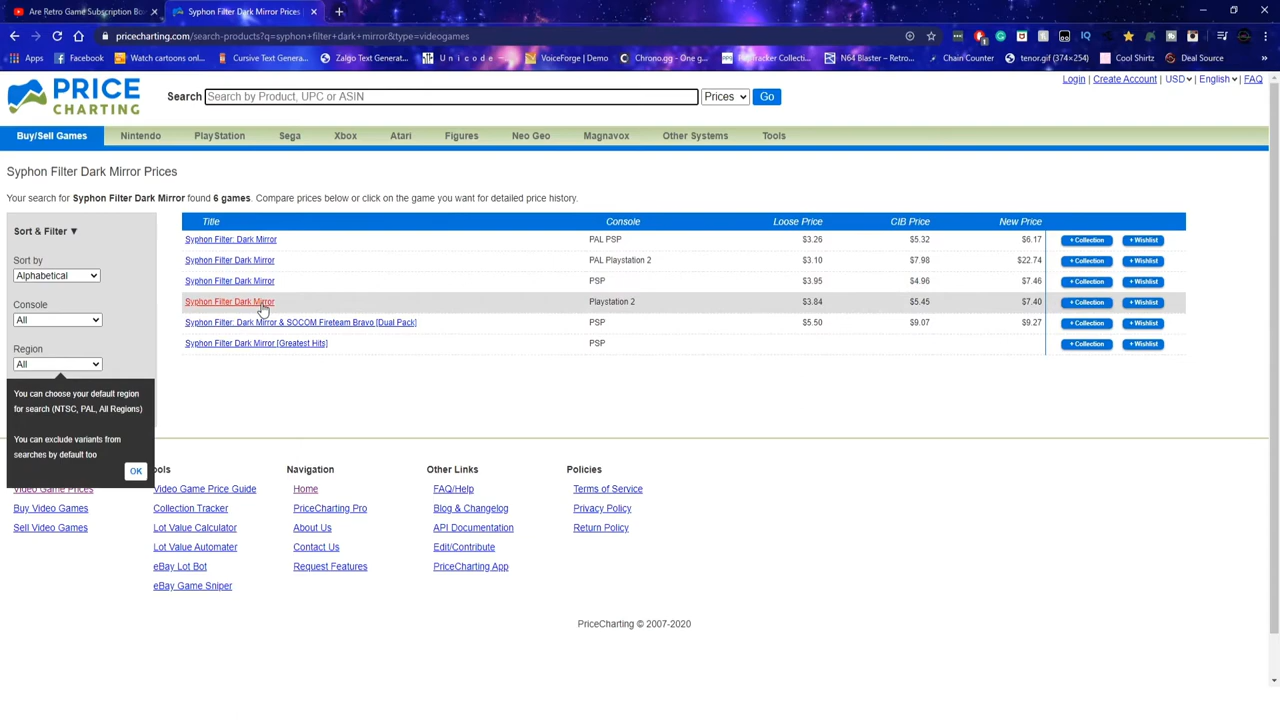 Are Retro Game Subscription Bo
Syphon Filter Dark Mirror Prices
pricecharting.com/search-products?q=syphon+filter+dark+mirror&type=videogames
Facebook
Watch cartoons onl...
Cursive Text Genera...
Zalgo Text Generat...
U n i c o d e
VoiceForge | Demo
Chrono.gg - One g...
Tracker Collecti...
N64 Blaster – Retro...
Chain Counter
tenor.gif (374×254)
Cool Shirtz
Deal Source
»
Login | Create Account | USD | English | FAQ
PRICE
CHARTING
Search
Search by Product, UPC or ASIN
Prices
Go
Buy/Sell Games
Nintendo
PlayStation
Sega
Xbox
Atari
Figures
Neo Geo
Magnavox
Other Systems
Tools
Syphon Filter Dark Mirror Prices
Your search for Syphon Filter Dark Mirror found 6 games. Compare prices below or click on the game you want for detailed price history.
Sort & Filter ▼
Sort by
Alphabetical
Console
All
Region
All
You can choose your default region
for search (NTSC, PAL, All Regions)
You can exclude variants from
searches by default too
OK
Title Console Loose Price CIB Price New Price
Syphon Filter: Dark Mirror PAL PSP $3.26 $5.32 $6.17 + Collection + Wishlist
Syphon Filter Dark Mirror PAL Playstation 2 $3.10 $7.98 $22.74 + Collection + Wishlist
Syphon Filter Dark Mirror PSP $3.95 $4.96 $7.46 + Collection + Wishlist
Syphon Filter Dark Mirror Playstation 2 $3.84 $5.45 $7.40 + Collection + Wishlist
Syphon Filter: Dark Mirror & SOCOM Fireteam Bravo [Dual Pack] PSP $5.50 $9.07 $9.27 + Collection + Wishlist
Syphon Filter Dark Mirror [Greatest Hits] PSP + Collection + Wishlist
Video Game Prices
Buy Video Games
Sell Video Games
ools
Video Game Price Guide
Collection Tracker
Lot Value Calculator
Lot Value Automater
eBay Lot Bot
eBay Game Sniper
Navigation
Home
PriceCharting Pro
About Us
Contact Us
Request Features
Other Links
FAQ/Help
Blog & Changelog
API Documentation
Edit/Contribute
PriceCharting App
Policies
Terms of Service
Privacy Policy
Return Policy
PriceCharting © 2007-2020